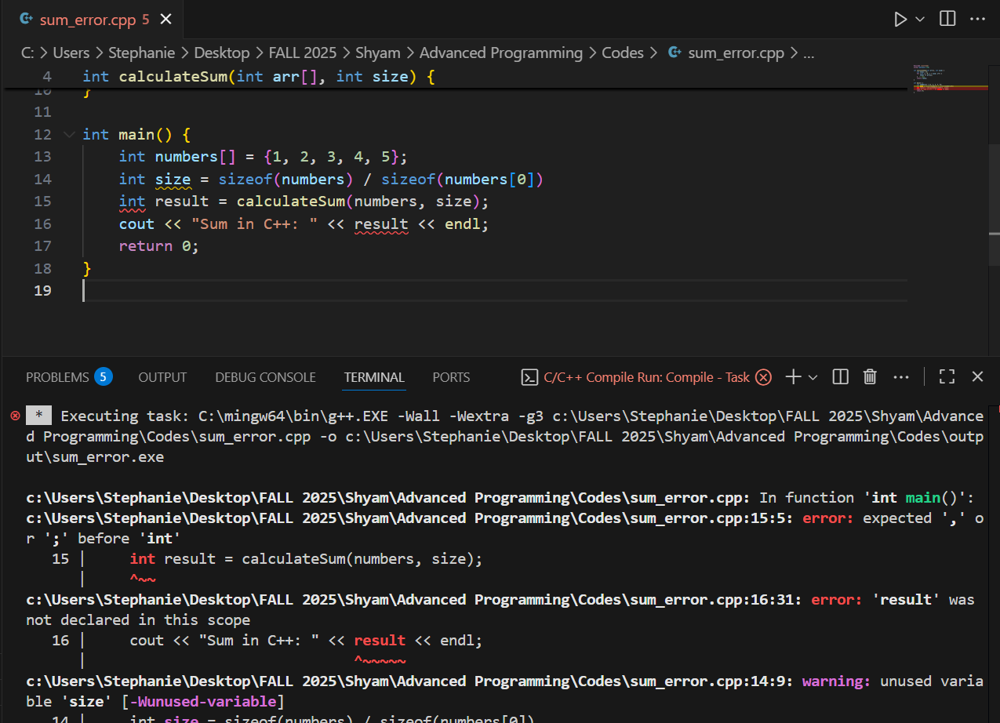 sum_error.cpp 5
C: > Users > Stephanie > Desktop > FALL 2025 > Shyam > Advanced Programming > Codes > sum_error.cpp > ...
4 int calculateSum(int arr[], int size) {
10 }
11
12 int main() {
13     int numbers[] = {1, 2, 3, 4, 5};
14     int size = sizeof(numbers) / sizeof(numbers[0])
15     int result = calculateSum(numbers, size);
16     cout << "Sum in C++: " << result << endl;
17     return 0;
18 }
19
PROBLEMS 5 OUTPUT DEBUG CONSOLE TERMINAL PORTS C/C++ Compile Run: Compile - Task
* Executing task: C:\mingw64\bin\g++.EXE -Wall -Wextra -g3 c:\Users\Stephanie\Desktop\FALL 2025\Shyam\Advance
d Programming\Codes\sum_error.cpp -o c:\Users\Stephanie\Desktop\FALL 2025\Shyam\Advanced Programming\Codes\outp
ut\sum_error.exe
c:\Users\Stephanie\Desktop\FALL 2025\Shyam\Advanced Programming\Codes\sum_error.cpp: In function 'int main()':
c:\Users\Stephanie\Desktop\FALL 2025\Shyam\Advanced Programming\Codes\sum_error.cpp:15:5: error: expected ',' o
r ';' before 'int'
15 |     int result = calculateSum(numbers, size);
|     ^~~
c:\Users\Stephanie\Desktop\FALL 2025\Shyam\Advanced Programming\Codes\sum_error.cpp:16:31: error: 'result' was
not declared in this scope
16 |     cout << "Sum in C++: " << result << endl;
|                               ^~~~~~
c:\Users\Stephanie\Desktop\FALL 2025\Shyam\Advanced Programming\Codes\sum_error.cpp:14:9: warning: unused varia
ble 'size' [-Wunused-variable]
14 |     int size = sizeof(numbers) / sizeof(numbers[0])